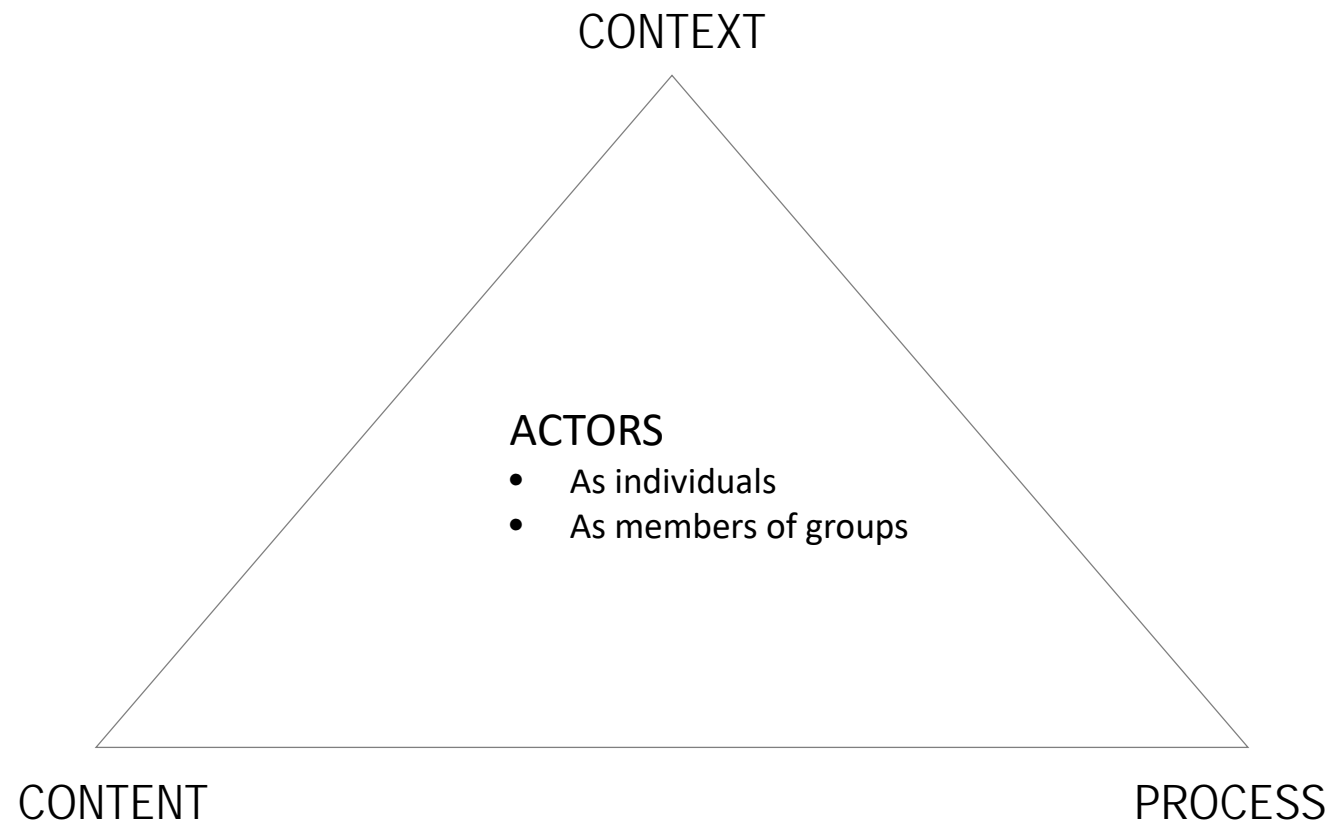 CONTEXT
ACTORS
• As individuals
• As members of groups
CONTENT
PROCESS